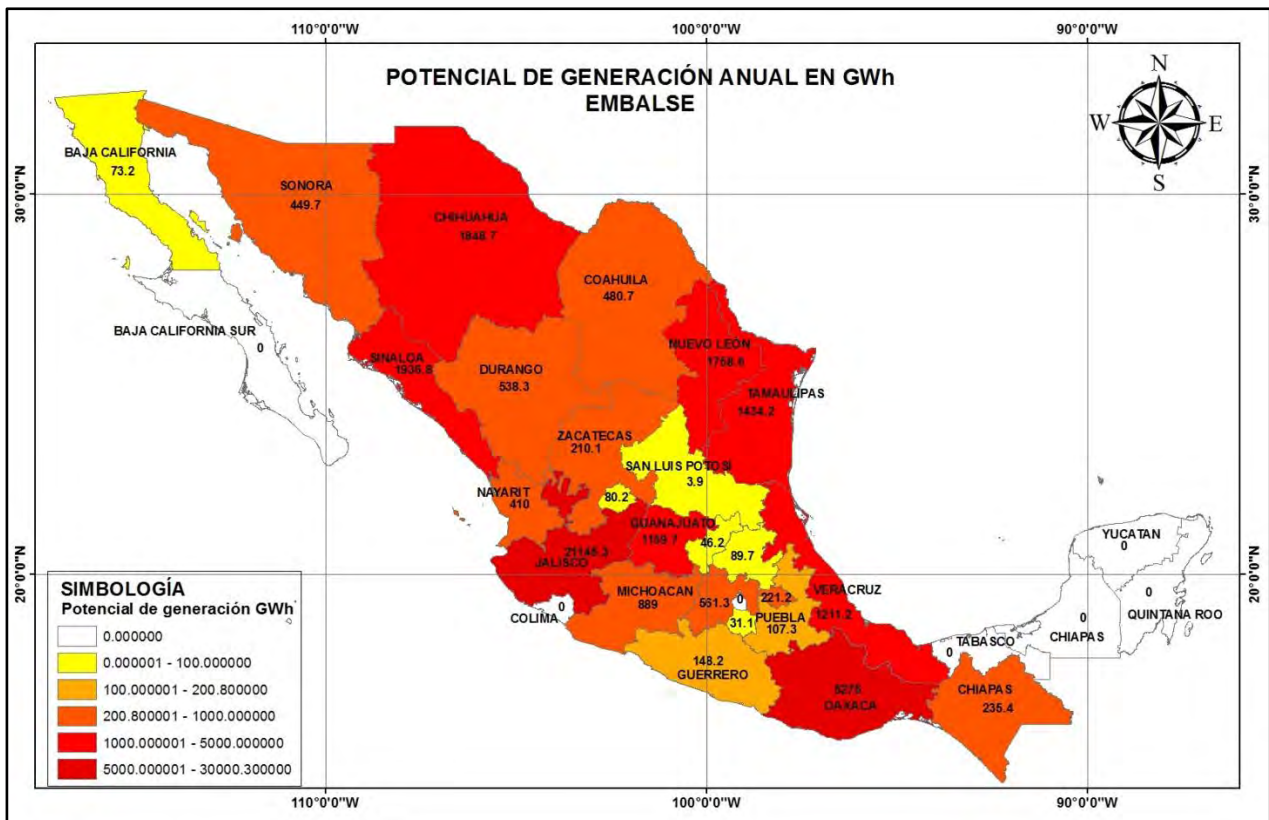 110°0'0"W
100°0'0"W
90°0'0"W
POTENCIAL DE GENERACIÓN ANUAL EN GWh
EMBALSE
N
W
E
S
30°0'0"N
30°0'0"N
BAJA CALIFORNIA
73.2
SONORA
449.7
CHIHUAHUA
1848.7
COAHUILA
480.7
BAJA CALIFORNIA SUR
0
SINALOA
1936.8
DURANGO
538.3
NUEVO LEON
1758.6
TAMAULIPAS
1434.2
ZACATECAS
210.1
SAN LUIS POTOSI
3.9
NAYARIT
410
80.2
GUANAJUATO
1159.7
46.2
89.7
21145.3
JALISCO
YUCATAN
0
20°0'0"N
20°0'0"N
COLIMA
0
MICHOACAN
889
561.3
0
221.2
31.1
PUEBLA
107.3
VERACRUZ
1211.2
0
QUINTANA ROO
0
CHIAPAS
TABASCO
0
148.2
GUERRERO
5275
OAXACA
CHIAPAS
235.4
SIMBOLOGÍA
Potencial de generación GWh
0.000000
0.000001 - 100.000000
100.000001 - 200.800000
200.800001 - 1000.000000
1000.000001 - 5000.000000
5000.000001 - 30000.300000
110°0'0"W
100°0'0"W
90°0'0"W